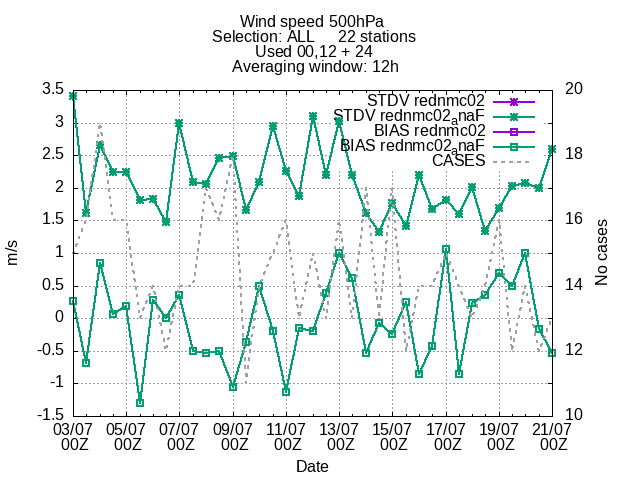 Wind speed 500hPa
Selection: ALL 22 stations
Used 00,12 + 24
Averaging window: 12h
STDV rednmc02
STDV rednmc02anaF
BIAS rednmc02
BIAS rednmc02anaF
CASES
3.5
3
2.5
2
1.5
1
0.5
0
-0.5
-1
-1.5
m/s
20
18
16
14
12
10
No cases
03/07 05/07 07/07 09/07 11/07 13/07 15/07 17/07 19/07 21/07
00Z 00Z 00Z 00Z 00Z 00Z 00Z 00Z 00Z 00Z
Date